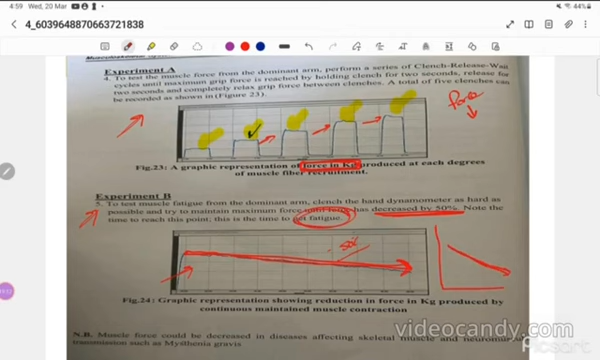 4:59 Wed, 20 Mar
44%
4_6039648870663721838
Experiment A
4. To test the muscle force from the dominant arm, perform a series of Clench-Release-Wait
cycles until maximum grip force is reached by holding clench for two seconds, release for
two seconds and completely relax grip force between clenches. A total of five clenches can
be recorded as shown in (Figure 23).
force
Fig.23: A graphic representation of force in Kg produced at each degrees
of muscle fiber recruitment.
Experiment B
5. To test muscle fatigue from the dominant arm, clench the hand dynamometer as hard as
possible and try to maintain maximum force until force has decreased by 50%. Note the
time to reach this point, this is the time to get fatigue.
50%
Fig.24: Graphic representation showing reduction in force in Kg produced by
continuous maintained muscle contraction
N.B. Muscle force could be decreased in diseases affecting skeletal muscle and
transmission such as Mysthenia gravis
videocandy.com